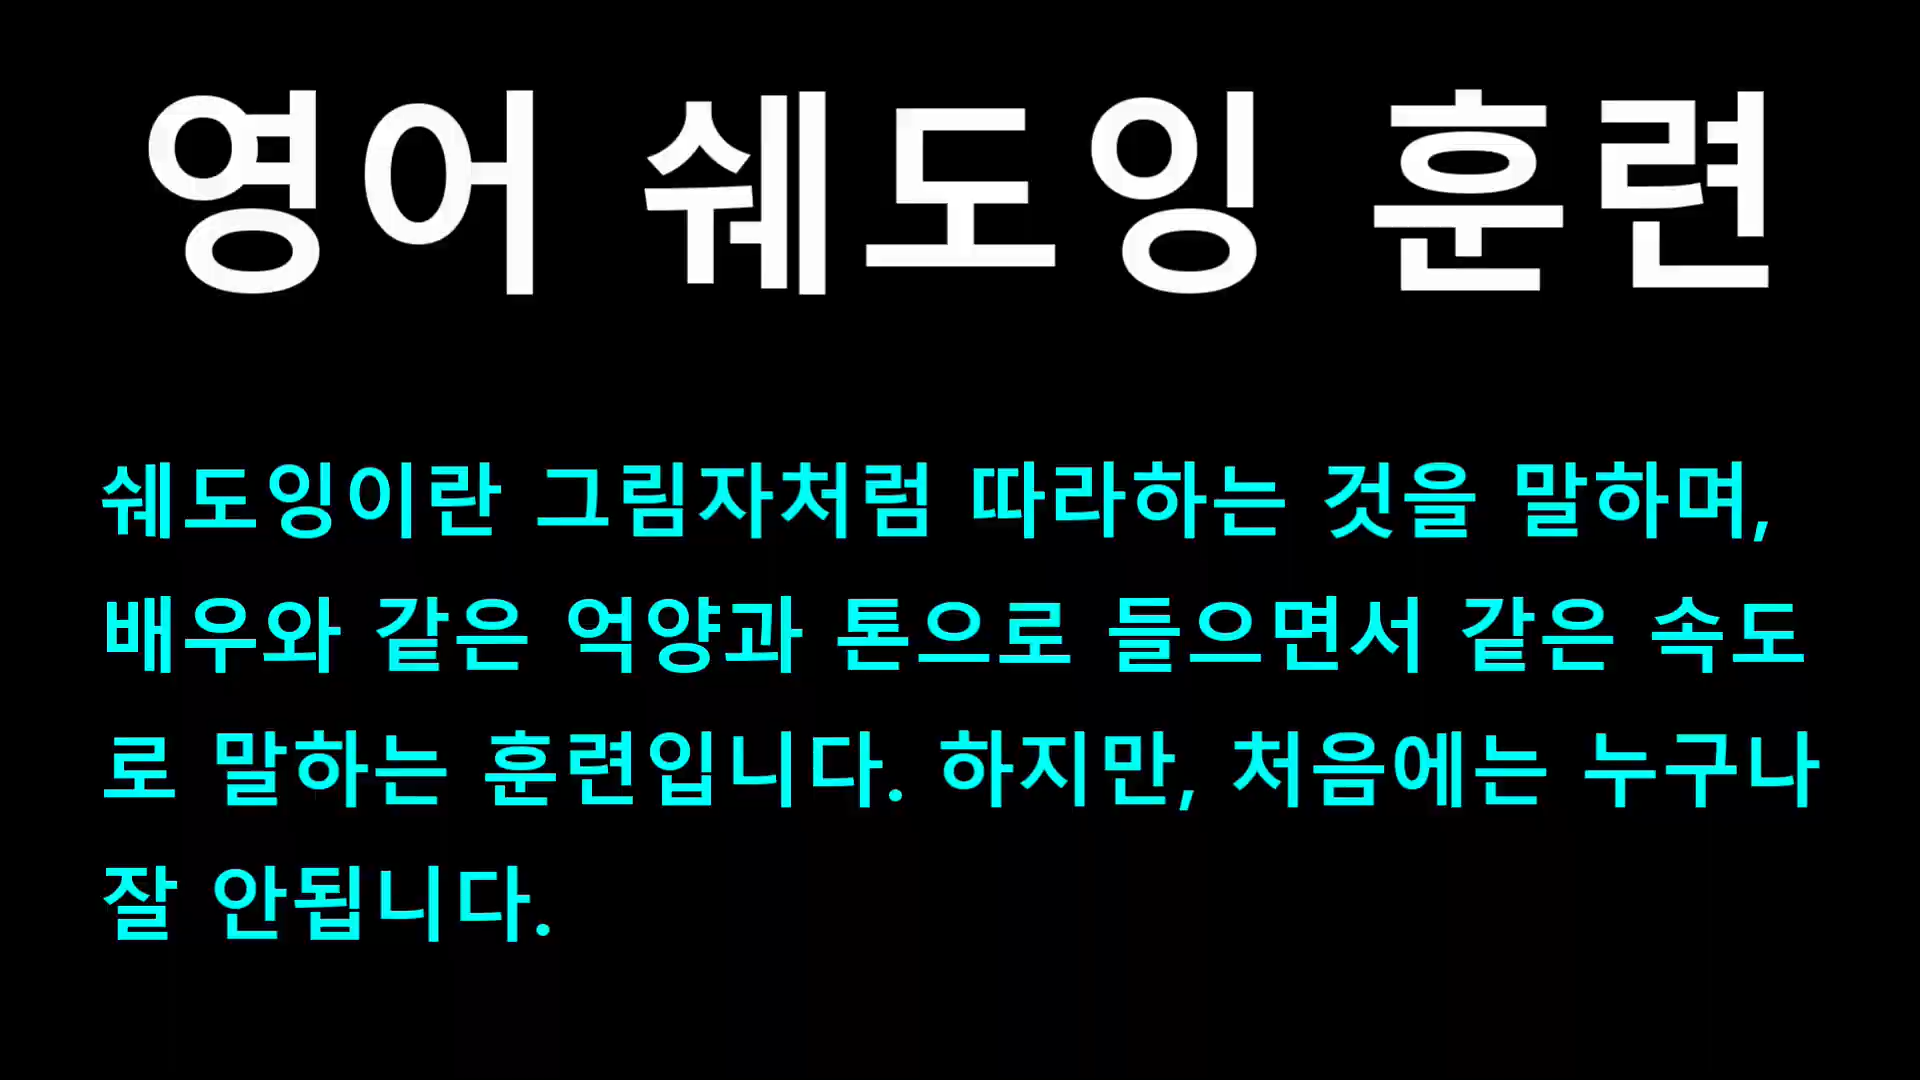 영어 쉐도잉 훈련
쉐도잉이란 그림자처럼 따라하는 것을 말하며,
배우와 같은 억양과 톤으로 들으면서 같은 속도
로 말하는 훈련입니다. 하지만, 처음에는 누구나
잘 안됩니다.